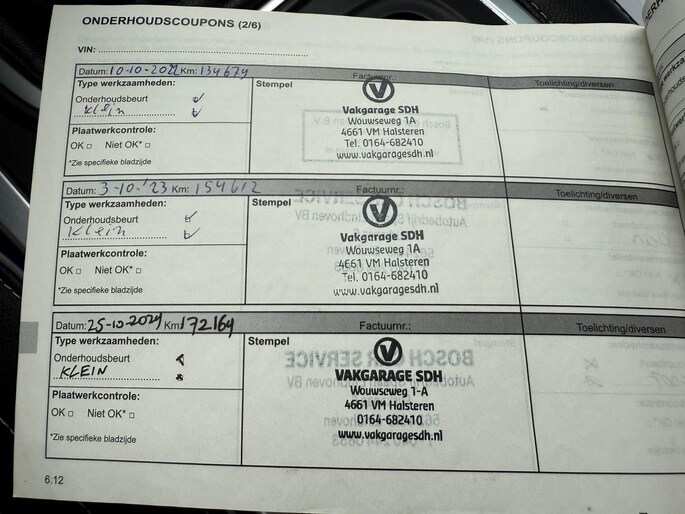 ONDERHOUDSCOUPONS (2/6)
VIN:
Datum: 10-10-2022 Km: 134679 Factuurnr.: Toelichting/diversen
Type werkzaamheden: Stempel
Onderhoudsbeurt
Klein
Plaatwerkcontrole:
OK □ Niet OK* □
*Zie specifieke bladzijde
Vakgarage SDH
Wouwseweg 1A
4661 VM Halsteren
Tel. 0164-682410
www.vakgaragesdh.nl
Datum: 3-10-'23 Km: 154612 Factuurnr.: Toelichting/diversen
Type werkzaamheden: Stempel
Onderhoudsbeurt
Klein
Plaatwerkcontrole:
OK □ Niet OK* □
*Zie specifieke bladzijde
Vakgarage SDH
Wouwseweg 1A
4661 VM Halsteren
Tel. 0164-682410
www.vakgaragesdh.nl
Datum: 25-10-2024 Km: 172164 Factuurnr.: Toelichting/diversen
Type werkzaamheden: Stempel
Onderhoudsbeurt
KLEIN
Plaatwerkcontrole:
OK □ Niet OK* □
*Zie specifieke bladzijde
VAKGARAGE SDH
Wouwseweg 1-A
4661 VM Halsteren
0164-682410
www.vakgaragesdh.nl
6.12